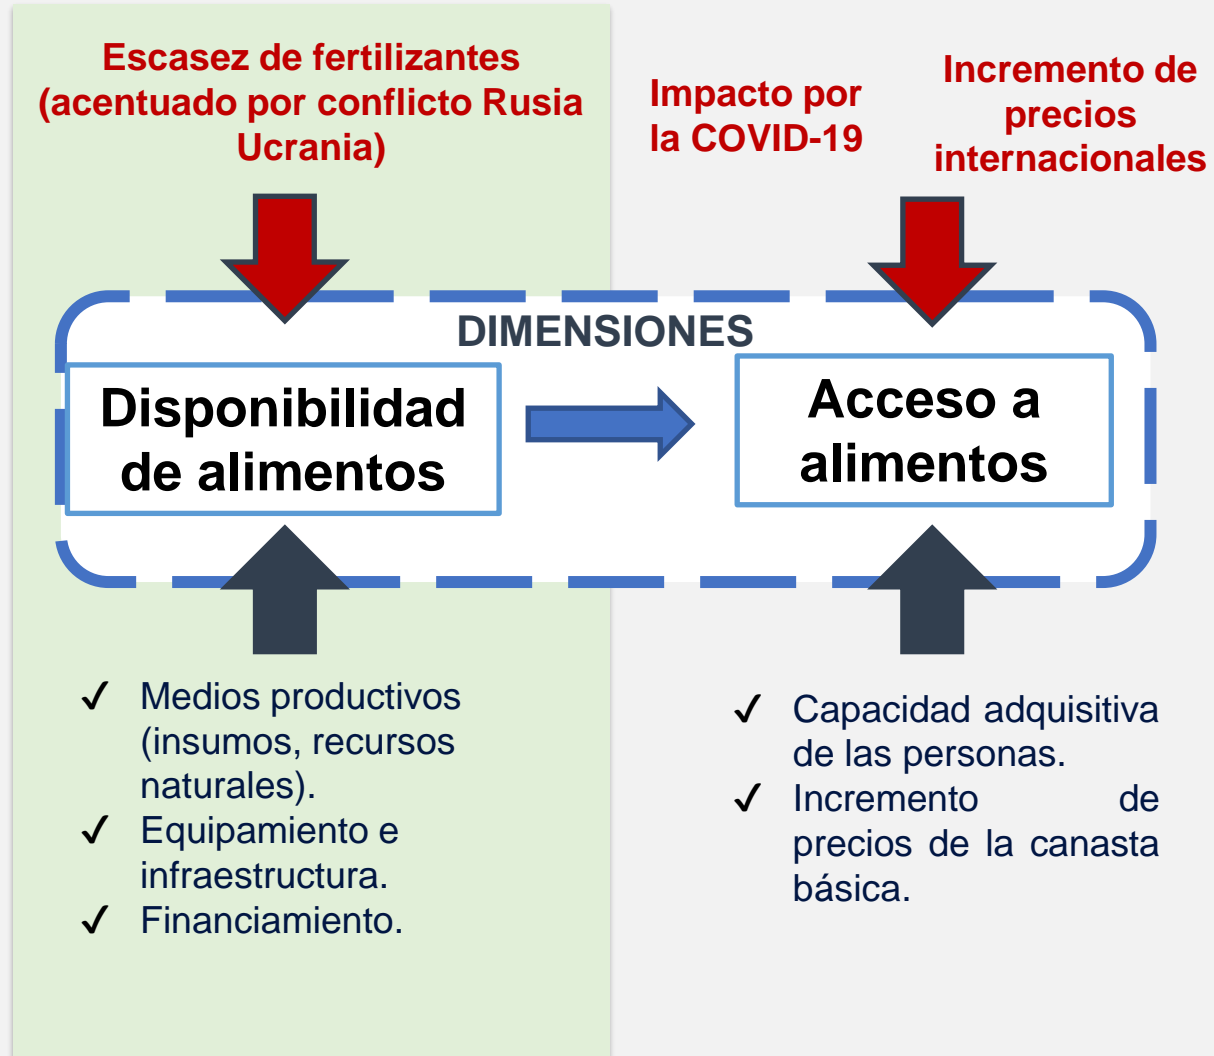 Escasez de fertilizantes
(acentuado por conflicto Rusia
Ucrania)
Impacto por
la COVID-19
Incremento de
precios
internacionales
DIMENSIONES
Disponibilidad
de alimentos
Acceso a
alimentos
✓ Medios productivos
(insumos, recursos
naturales).
✓ Equipamiento e
infraestructura.
✓ Financiamiento.
✓ Capacidad adquisitiva
de las personas.
✓ Incremento de
precios de la canasta
básica.